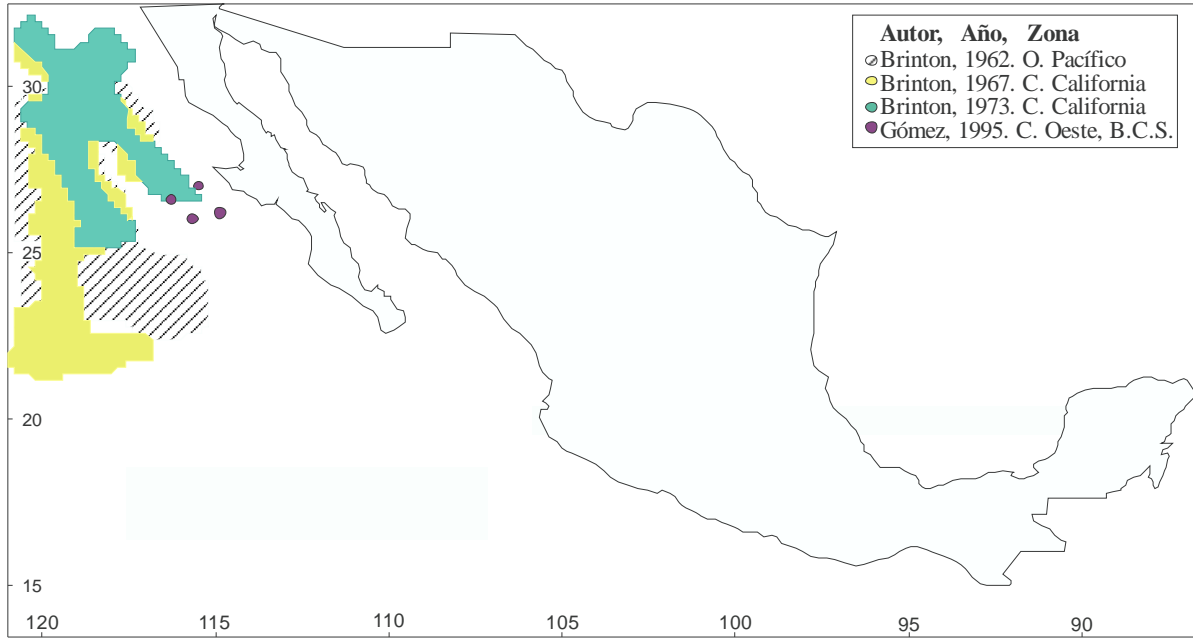 Autor, Año, Zona
Brinton, 1962. O. Pacífico
Brinton, 1967. C. California
Brinton, 1973. C. California
Gómez, 1995. C. Oeste, B.C.S.
30
25
20
15
120 115 110 105 100 95 90